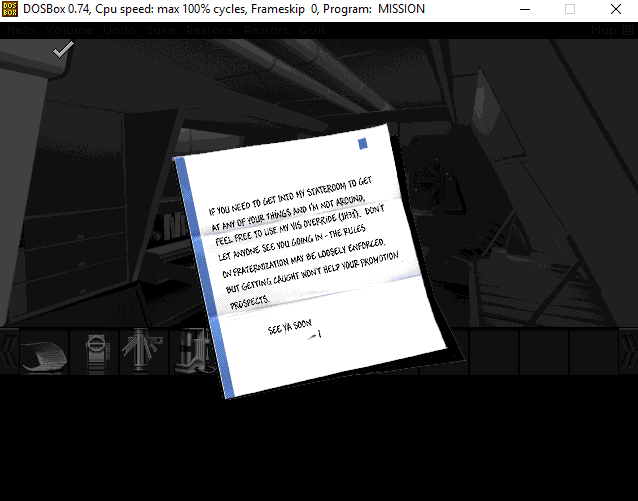 DOSBox 0.74, Cpu speed: max 100% cycles, Frameskip 0, Program: MISSION
Help Volume Undo Save Restore Restart Quit Map
IF YOU NEED TO GET INTO MY STATEROOM TO GET
AT ANY OF YOUR THINGS AND I'M NOT AROUND,
FEEL FREE TO USE MY VIS OVERRIDE DON'T
LET ANYONE SEE YOU GOING IN - THE RULES
ON FRATERNIZATION MAY BE LOOSELY ENFORCED,
BUT GETTING CAUGHT WON'T HELP YOUR PROMOTION
PROSPECTS.
SEE YA SOON